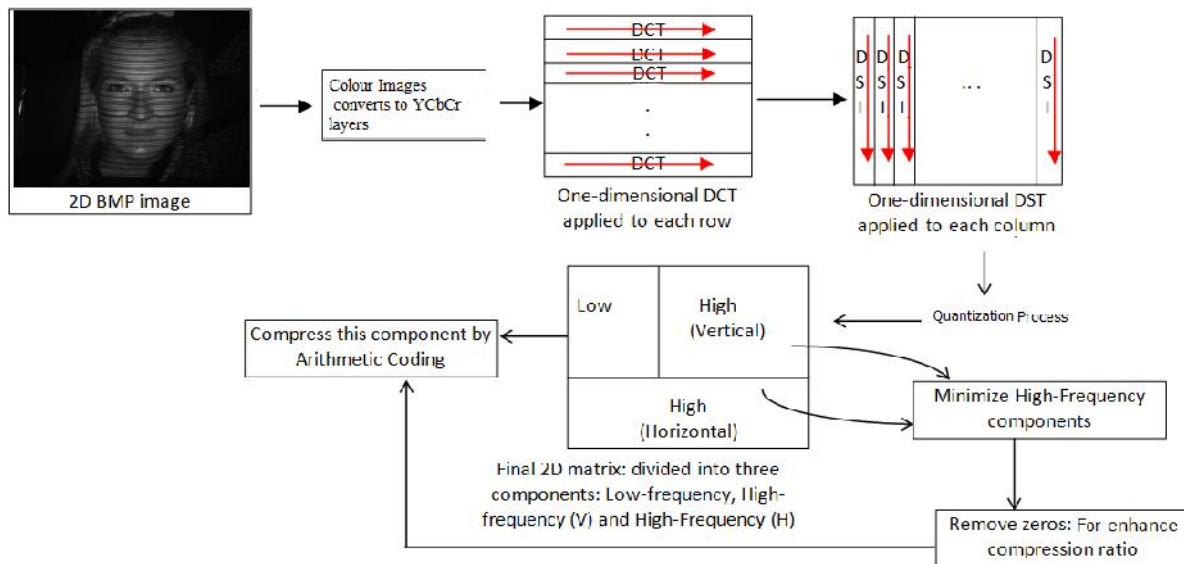 2D BMP image
Colour Images
converts to YCbCr
layers
DCT
DCT
DCT
.
.
DCT
One-dimensional DCT
applied to each row
D D D D
S S S S
I I I I
...
One-dimensional DST
applied to each column
Quantization Process
Low
High
(Vertical)
High
(Horizontal)
Final 2D matrix: divided into three
components: Low-frequency, High-
frequency (V) and High-Frequency (H)
Minimize High-Frequency
components
Remove zeros: For enhance
compression ratio
Compress this component by
Arithmetic Coding